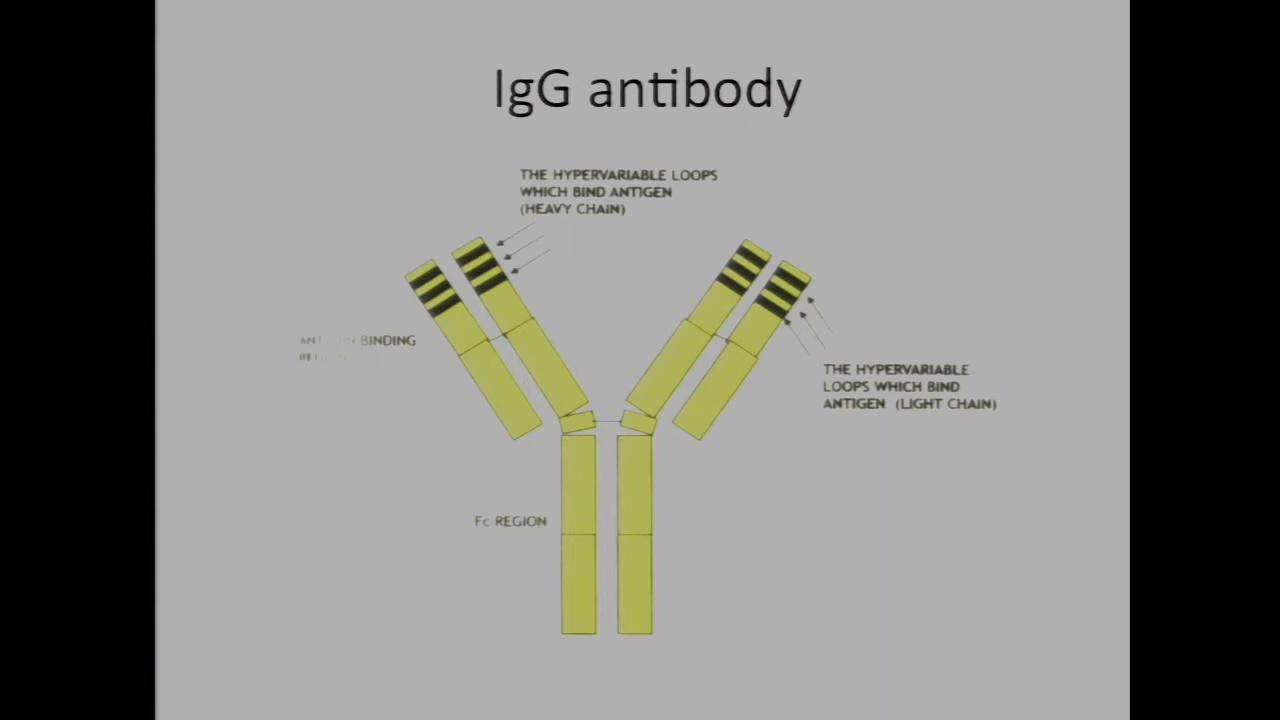 IgG antibody
THE HYPERVARIABLE LOOPS
WHICH BIND ANTIGEN
(HEAVY CHAIN)
BINDING
THE HYPERVARIABLE
LOOPS WHICH BIND
ANTIGEN (LIGHT CHAIN)
Fc REGION